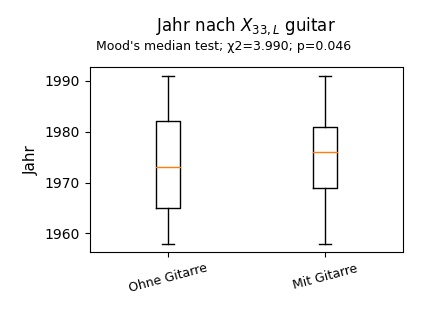 Jahr nach X33,L guitar
Mood's median test; χ2=3.990; p=0.046
1990
1980
1970
1960
Jahr
Ohne Gitarre
Mit Gitarre